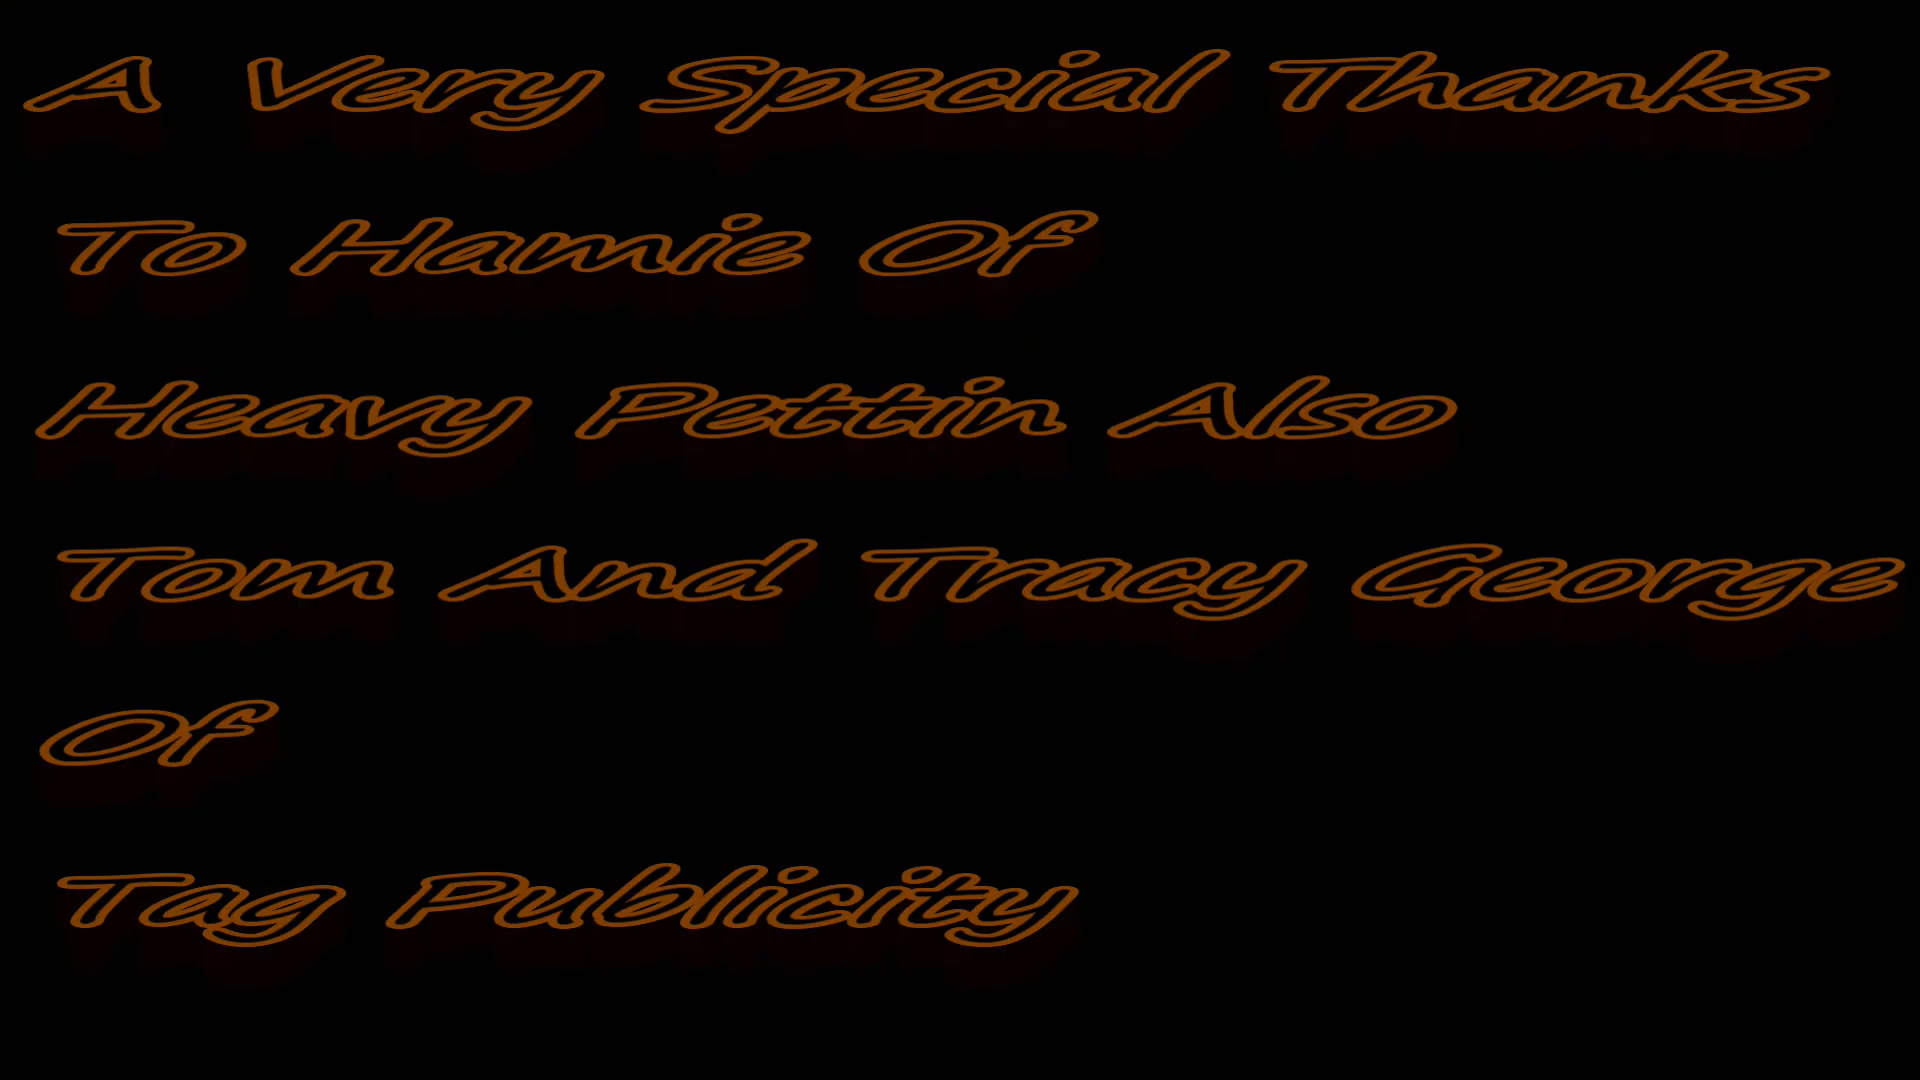 A Very Special Thanks
To Hamie Of
Heavy Pettin Also
Tom And Tracy George
Of
Tag Publicity